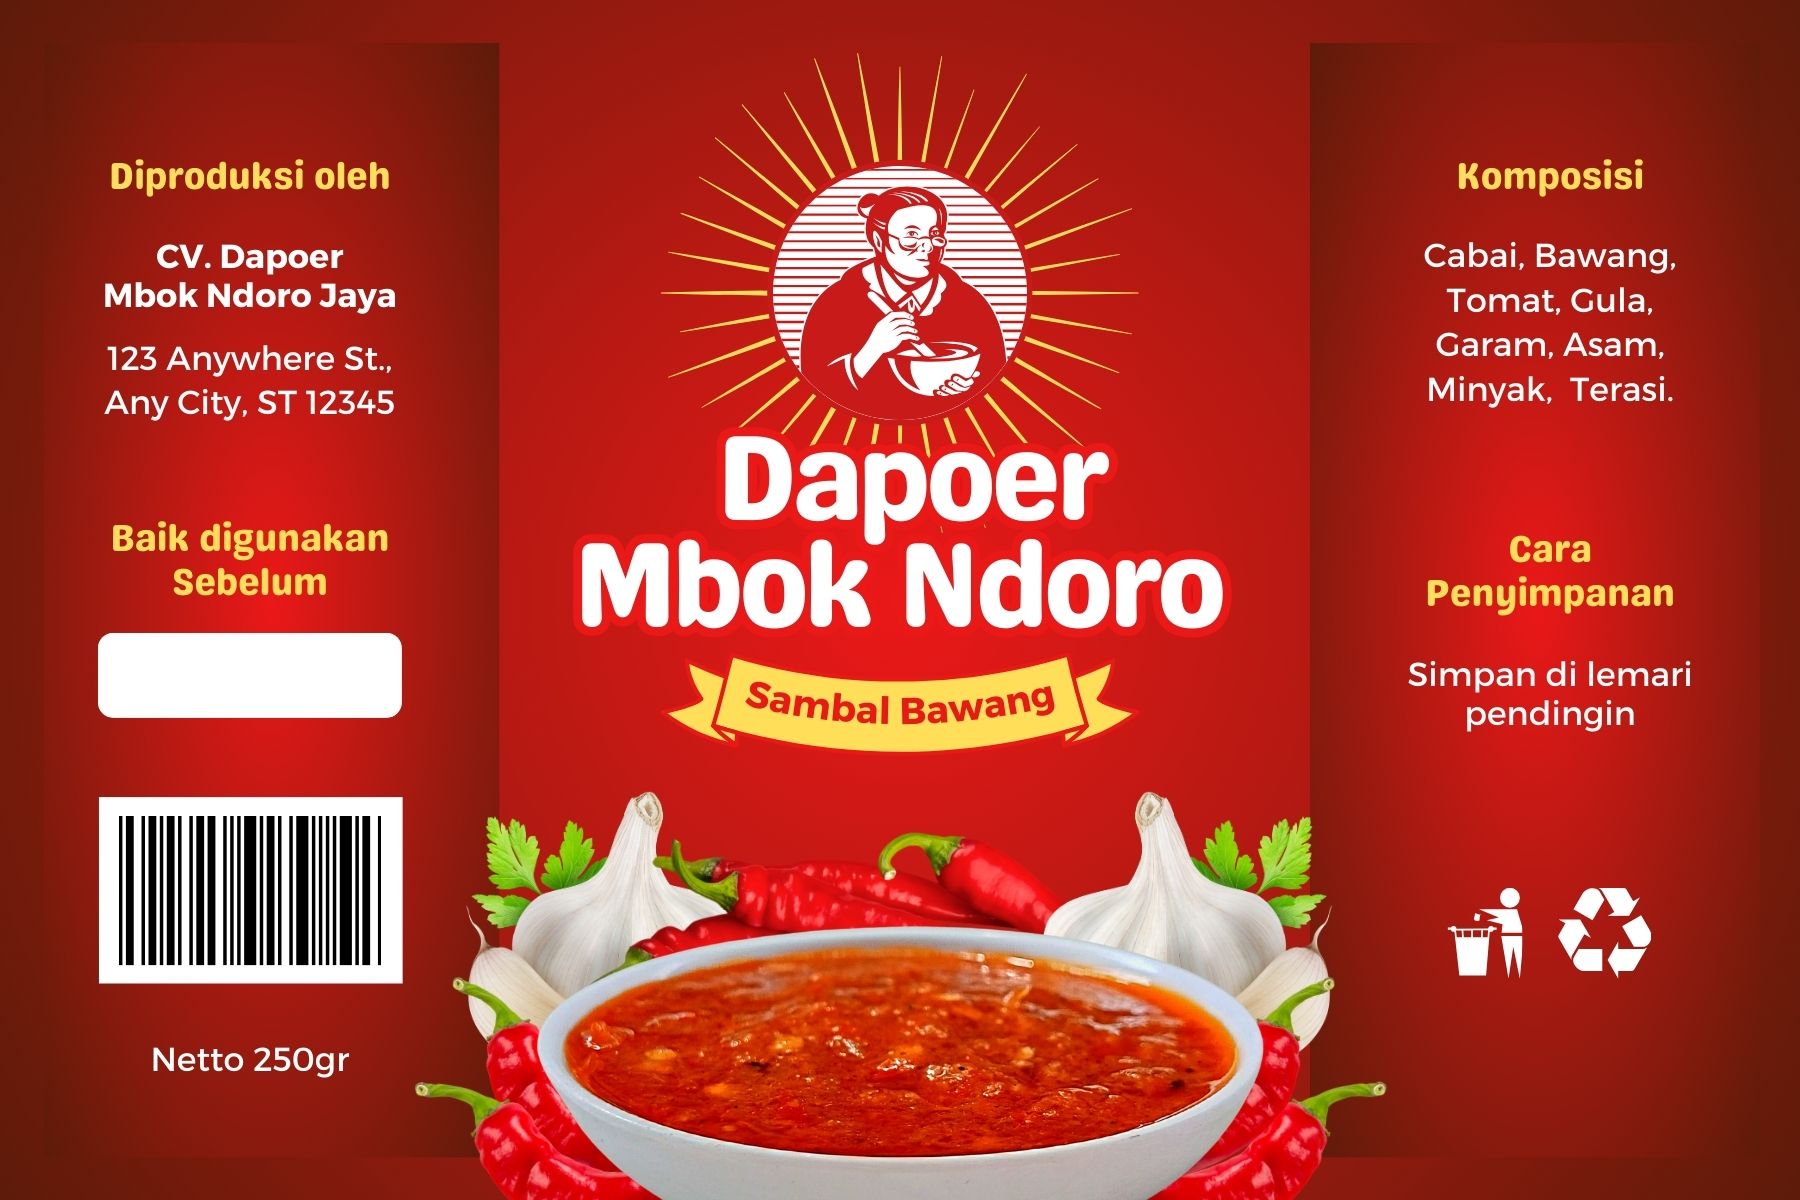 Diproduksi oleh
CV. Dapoer
Mbok Ndoro Jaya
123 Anywhere St.,
Any City, ST 12345
Baik digunakan
Sebelum
Netto 250gr
Dapoer
Mbok Ndoro
Sambal Bawang
Komposisi
Cabai, Bawang,
Tomat, Gula,
Garam, Asam,
Minyak,  Terasi.
Cara
Penyimpanan
Simpan di lemari
pendingin